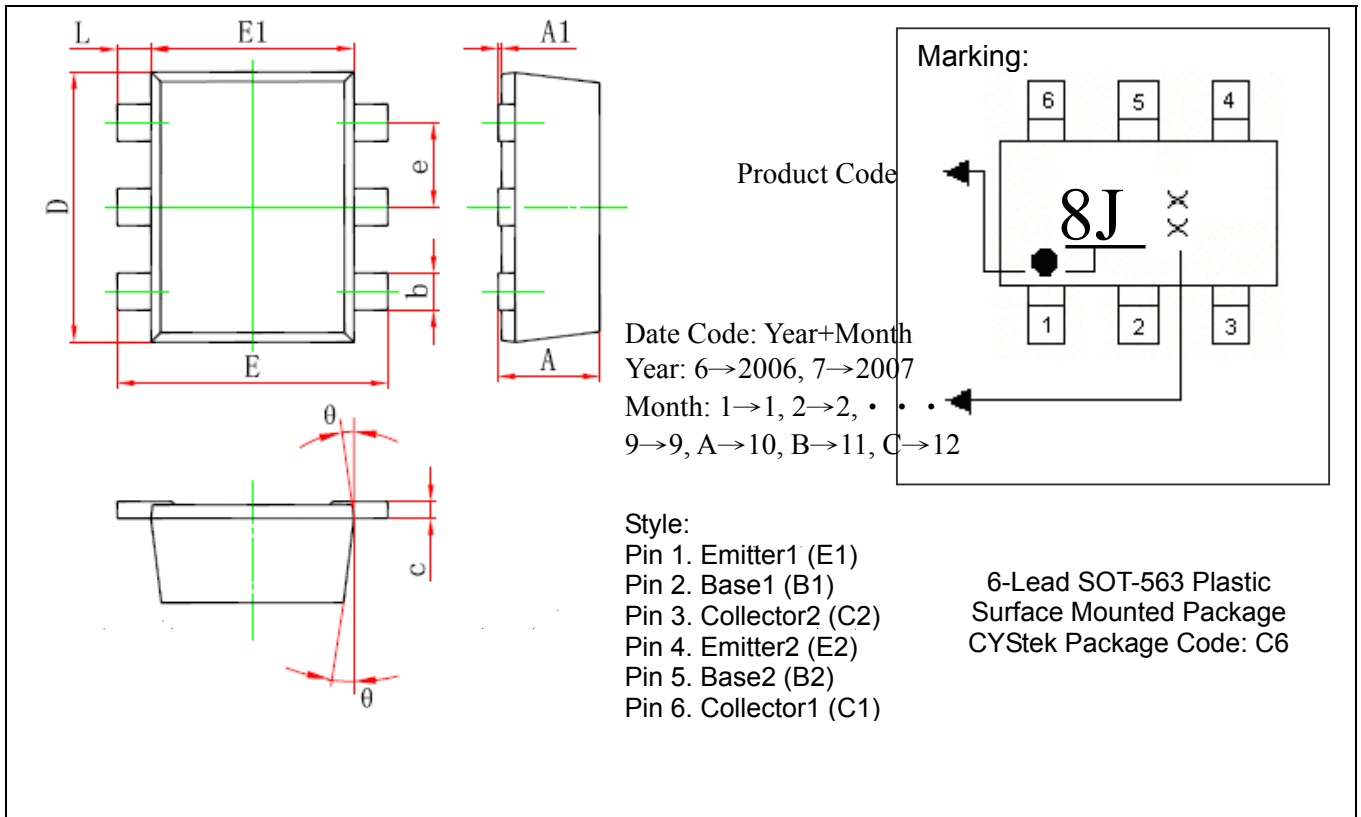 L
E1
A1
D
e
b
E
A
θ
c
θ
Marking:
6
5
4
Product Code
8J
XX
1
2
3
Date Code: Year+Month
Year: 6→2006, 7→2007
Month: 1→1, 2→2, · · ·
9→9, A→10, B→11, C→12
Style:
Pin 1. Emitter1 (E1)
Pin 2. Base1 (B1)
Pin 3. Collector2 (C2)
Pin 4. Emitter2 (E2)
Pin 5. Base2 (B2)
Pin 6. Collector1 (C1)
6-Lead SOT-563 Plastic
Surface Mounted Package
CYStek Package Code: C6